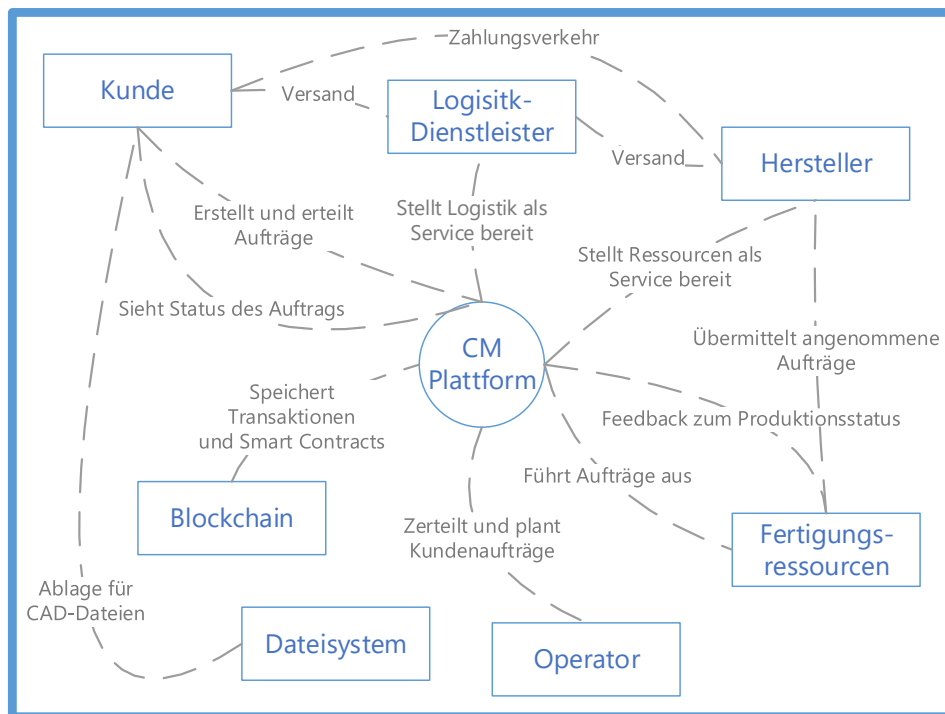 Zahlungsverkehr
Kunde
Versand
Logisitk-
Dienstleister
Versand
Hersteller
Erstellt und erteilt
Aufträge
Stellt Logistik als
Service bereit
Stellt Ressourcen als
Service bereit
Sieht Status des Auftrags
CM
Plattform
Übermittelt angenommene
Aufträge
Speichert
Transaktionen
und Smart Contracts
Feedback zum Produktionsstatus
Führt Aufträge aus
Blockchain
Zerteilt und plant
Kundenaufträge
Fertigungs-
ressourcen
Ablage für
CAD-Dateien
Dateisystem
Operator